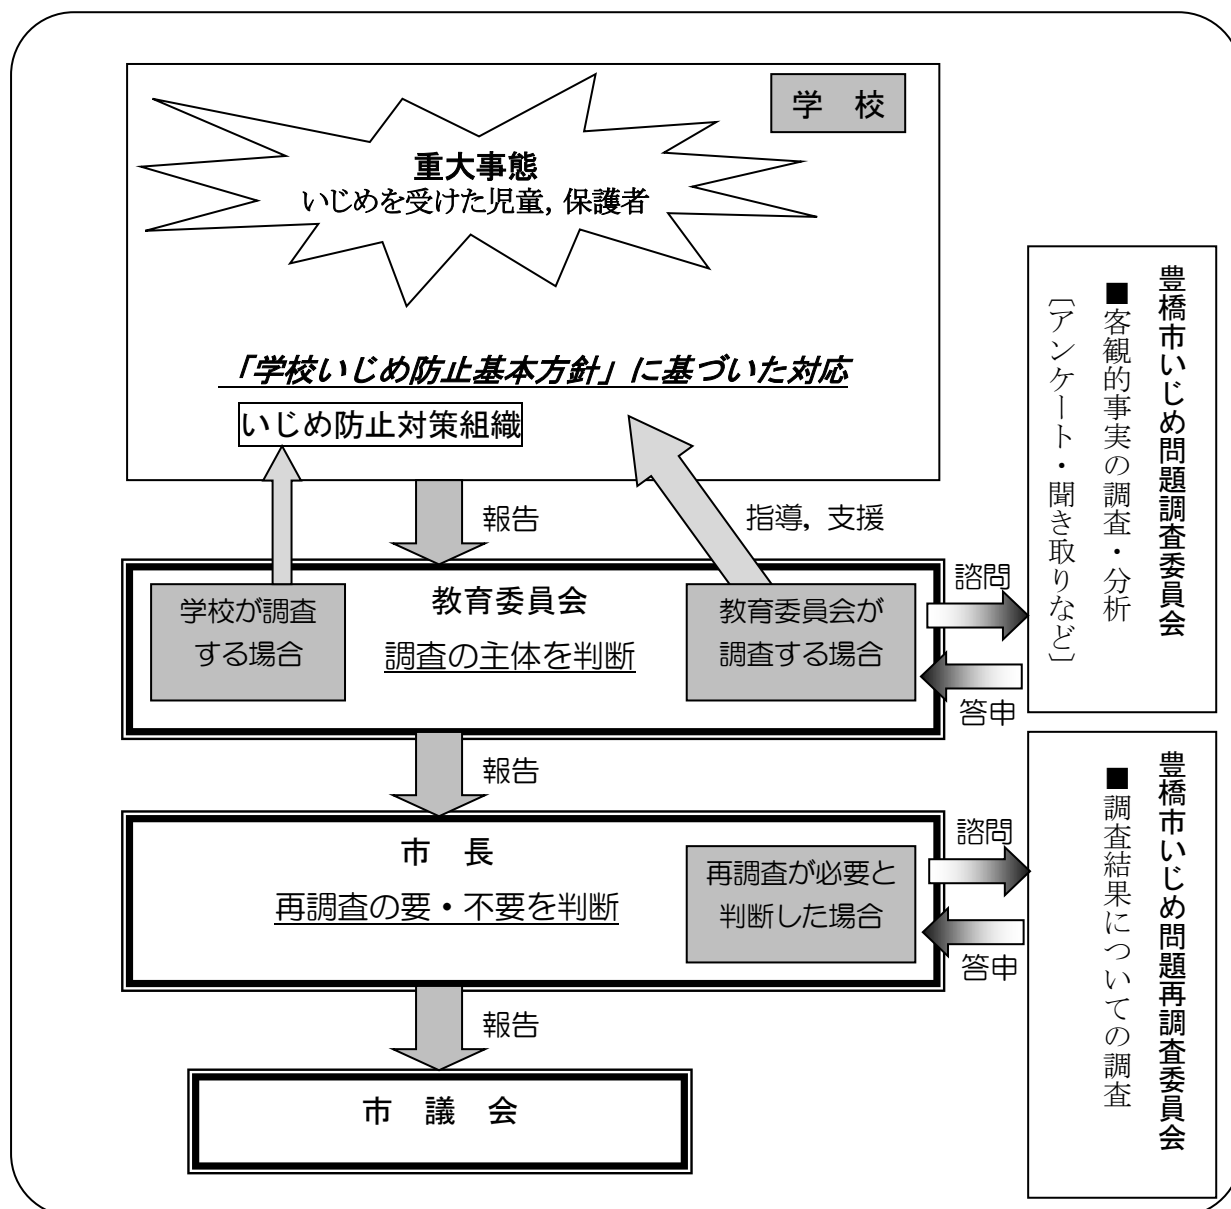 学　校
重大事態
いじめを受けた児童，保護者
「学校いじめ防止基本方針」に基づいた対応
いじめ防止対策組織
報告
指導，支援
教育委員会
調査の主体を判断
学校が調査
する場合
教育委員会が
調査する場合
諮問
答申
豊橋市いじめ問題調査委員会
■客観的事実の調査・分析
〔アンケート・聞き取りなど〕
報告
市　長
再調査の要・不要を判断
再調査が必要と
判断した場合
諮問
答申
豊橋市いじめ問題再調査委員会
■調査結果についての調査
報告
市　議　会